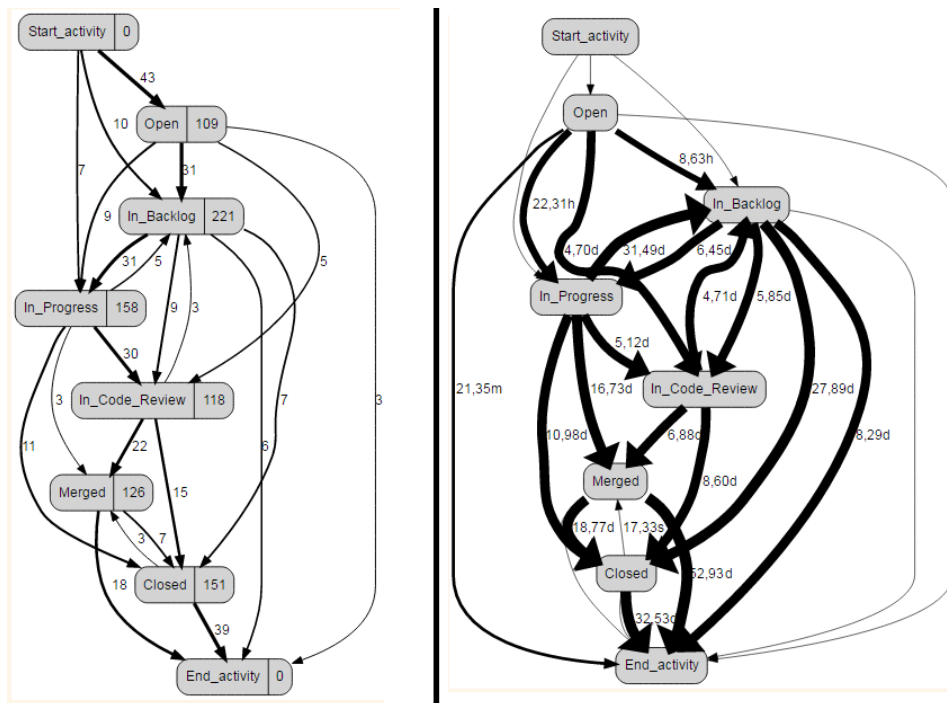 Start_activity 0
43
10
Open 109
7
31
9
In_Backlog 221
31
5
5
In_Progress 158
9
3
30
3
In_Code_Review 118
7
3
11
22
6
15
Merged 126
3
7
18
Closed 151
39
End_activity 0
Start_activity
Open
8,63h
22,31h
In_Backlog
4,70d
31,49d
6,45d
In_Progress
4,71d
5,85d
5,12d
21,35m
16,73d
In_Code_Review
27,89d
10,98d
6,88d
8,29d
8,60d
Merged
18,77d
17,33s
Closed
52,93d
32,53d
End_activity